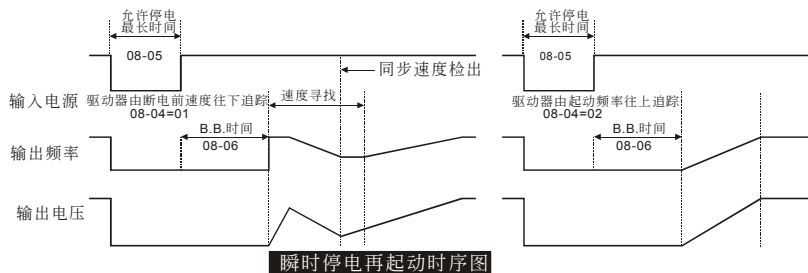 允许停电
最长时间
08-05
同步速度检出
输入电源
驱动器由断电前速度往下追踪
08-04=01
速度寻找
B.B.时间
08-06
输出频率
输出电压
允许停电
最长时间
08-05
驱动器由起动频率往上追踪
08-04=02
B.B.时间
08-06
瞬时停电再起动时序图